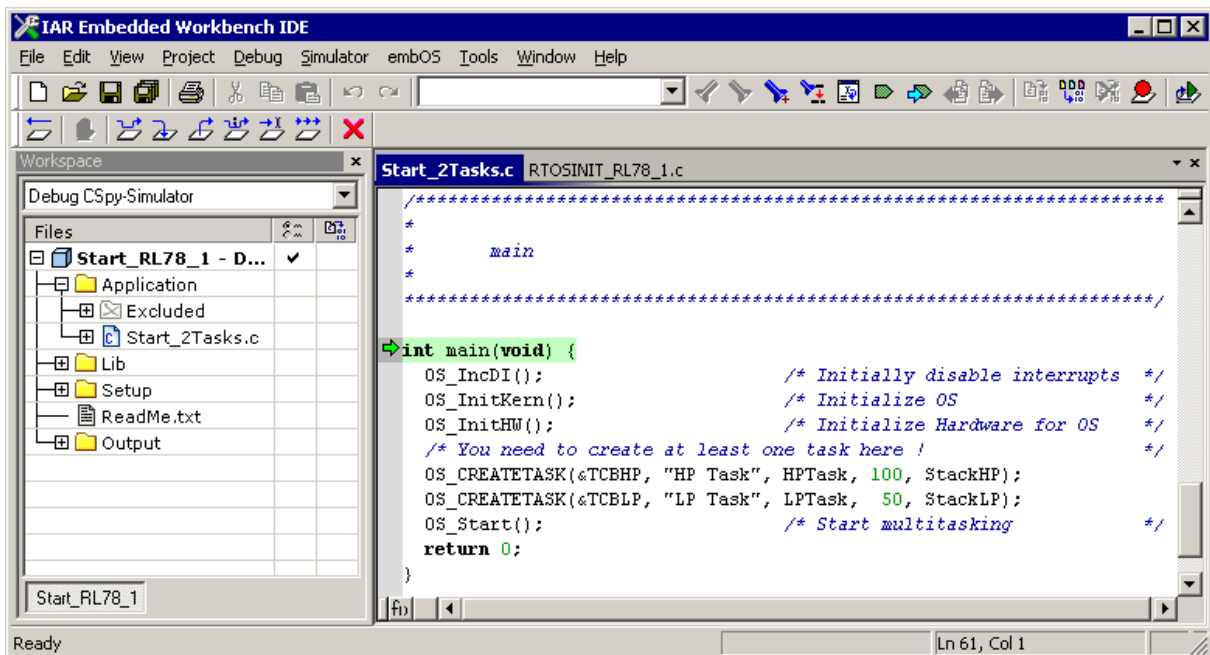 IAR Embedded Workbench IDE
File Edit View Project Debug Simulator embOS Tools Window Help
Workspace
Debug CSpy-Simulator
Files
Start_RL78_1 - D...
Application
Excluded
Start_2Tasks.c
Lib
Setup
ReadMe.txt
Output
Start_RL78_1
Start_2Tasks.c RTOSINIT_RL78_1.c
/*********************************************************************
*
*       main
*
*********************************************************************/
int main(void) {
  OS_IncDI();                      /* Initially disable interrupts  */
  OS_InitKern();                   /* Initialize OS                 */
  OS_InitHW();                     /* Initialize Hardware for OS    */
  /* You need to create at least one task here !                    */
  OS_CREATETASK(&TCBHP, "HP Task", HPTask, 100, StackHP);
  OS_CREATETASK(&TCBLP, "LP Task", LPTask,  50, StackLP);
  OS_Start();                      /* Start multitasking            */
  return 0;
}
Ready Ln 61, Col 1